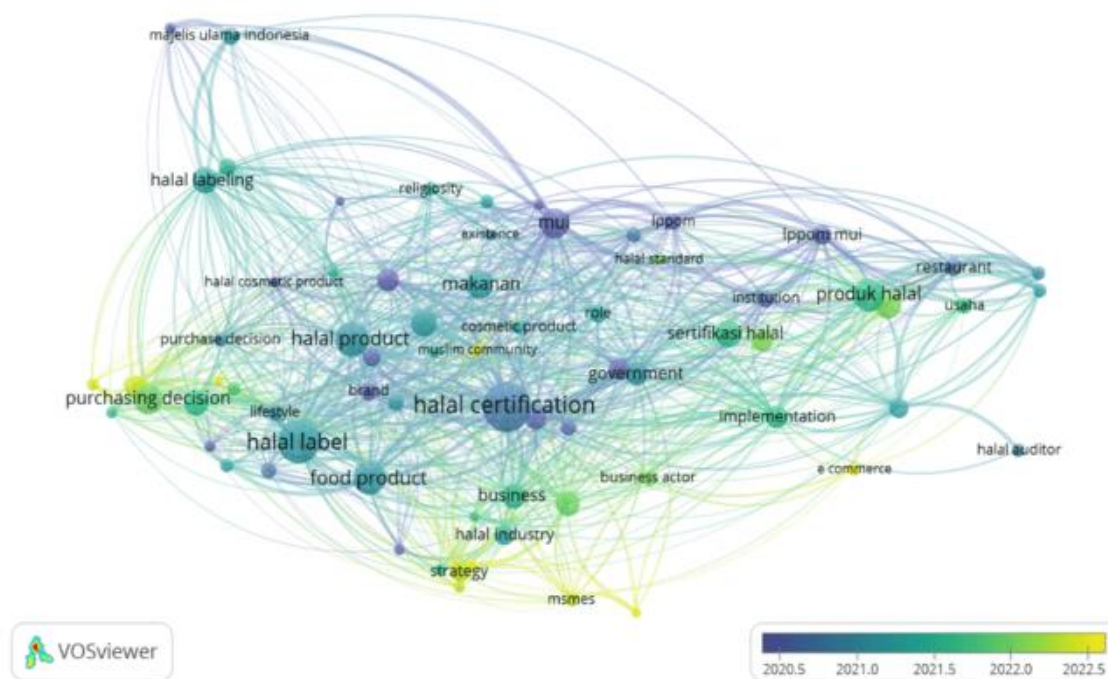 majelis ulama indonesia
halal labeling
religiosity
mui
lppom
existence
lppom mui
halal standard
restaurant
halal cosmetic product
makanan
institution
produk halal
usaha
cosmetic product
role
purchase decision
halal product
sertifikasi halal
muslim community
government
brand
purchasing decision
lifestyle
halal certification
implementation
halal label
halal auditor
food product
business actor
e commerce
business
halal industry
strategy
msmes
VOSviewer
2020.5 2021.0 2021.5 2022.0 2022.5